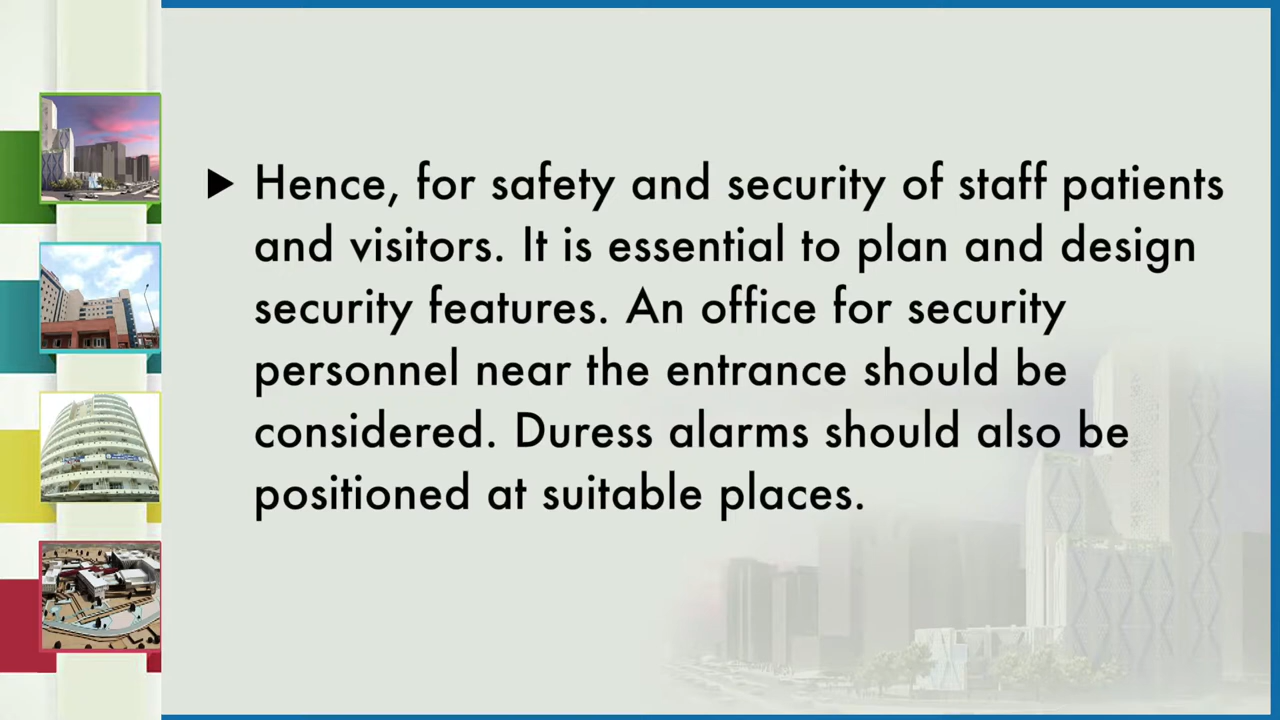 Hence, for safety and security of staff patients
and visitors. It is essential to plan and design
security features. An office for security
personnel near the entrance should be
considered. Duress alarms should also be
positioned at suitable places.